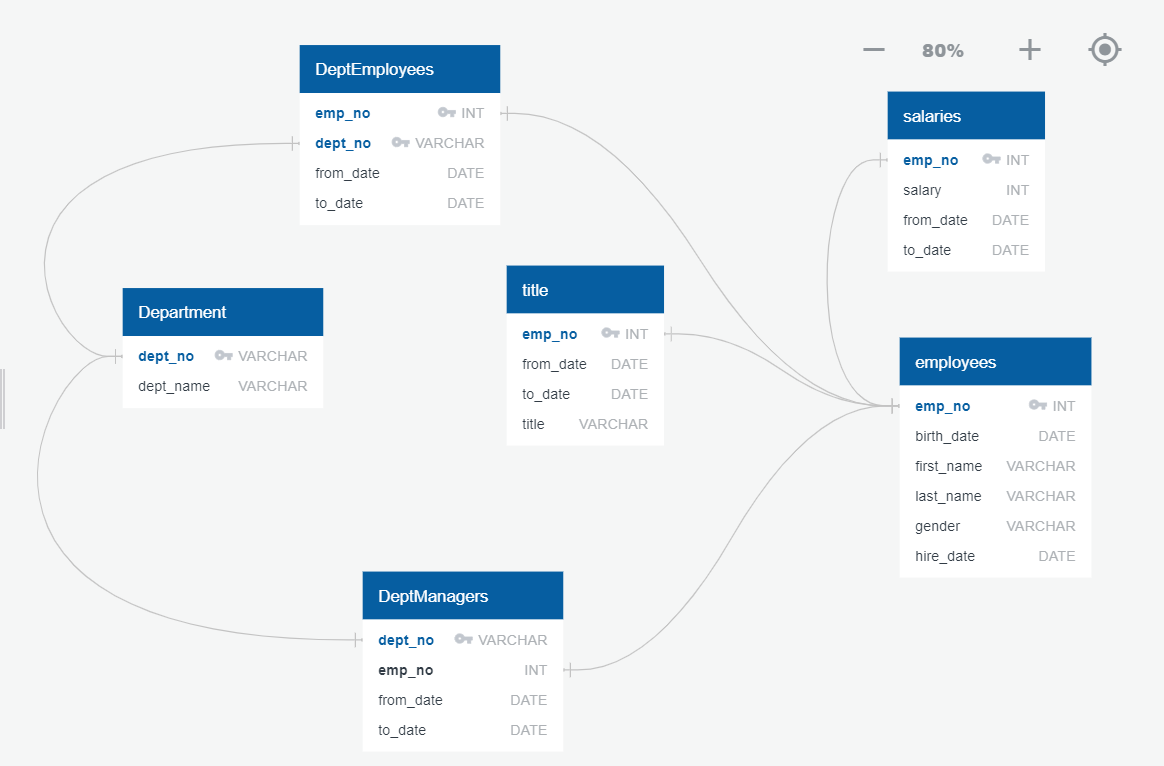 80%
DeptEmployees
emp_no INT
dept_no VARCHAR
from_date DATE
to_date DATE
salaries
emp_no INT
salary INT
from_date DATE
to_date DATE
title
emp_no INT
from_date DATE
to_date DATE
title VARCHAR
Department
dept_no VARCHAR
dept_name VARCHAR
employees
emp_no INT
birth_date DATE
first_name VARCHAR
last_name VARCHAR
gender VARCHAR
hire_date DATE
DeptManagers
dept_no VARCHAR
emp_no INT
from_date DATE
to_date DATE